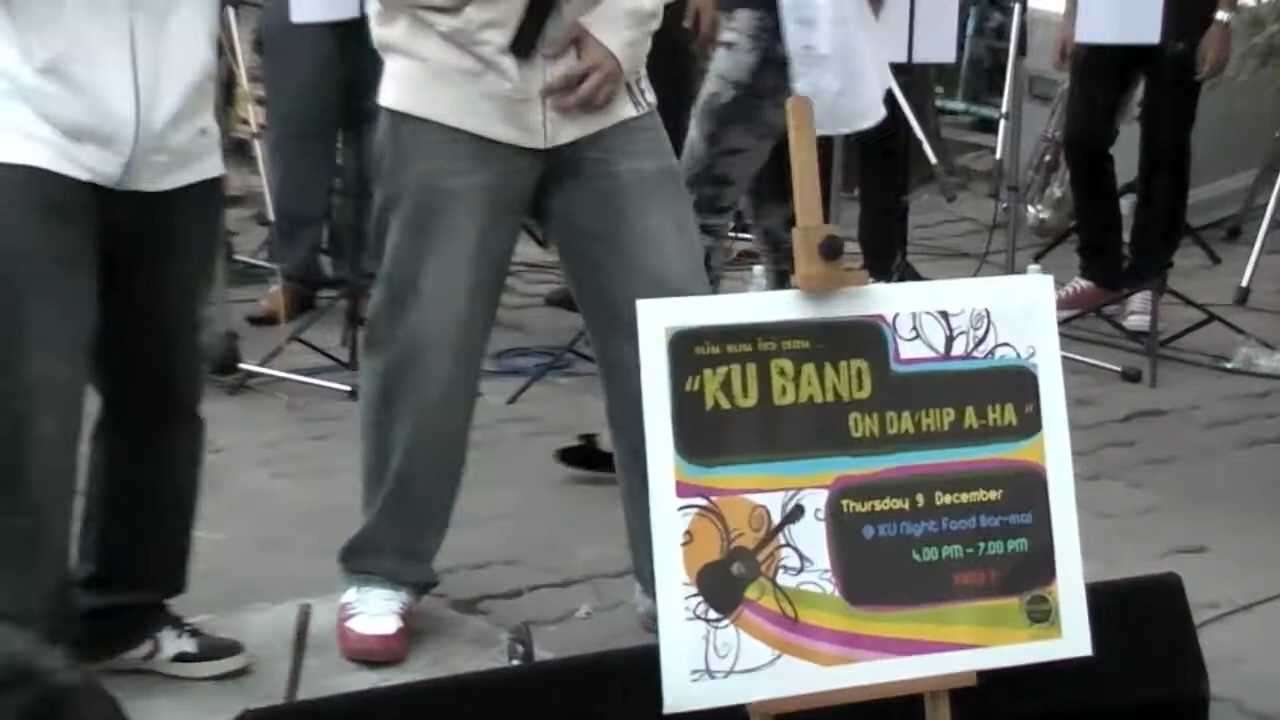 "KU BAND
ON DA'HIP A-HA"
Thursday 9 December
@ KU Night Food Bar-mai
4.00 PM - 7.00 PM